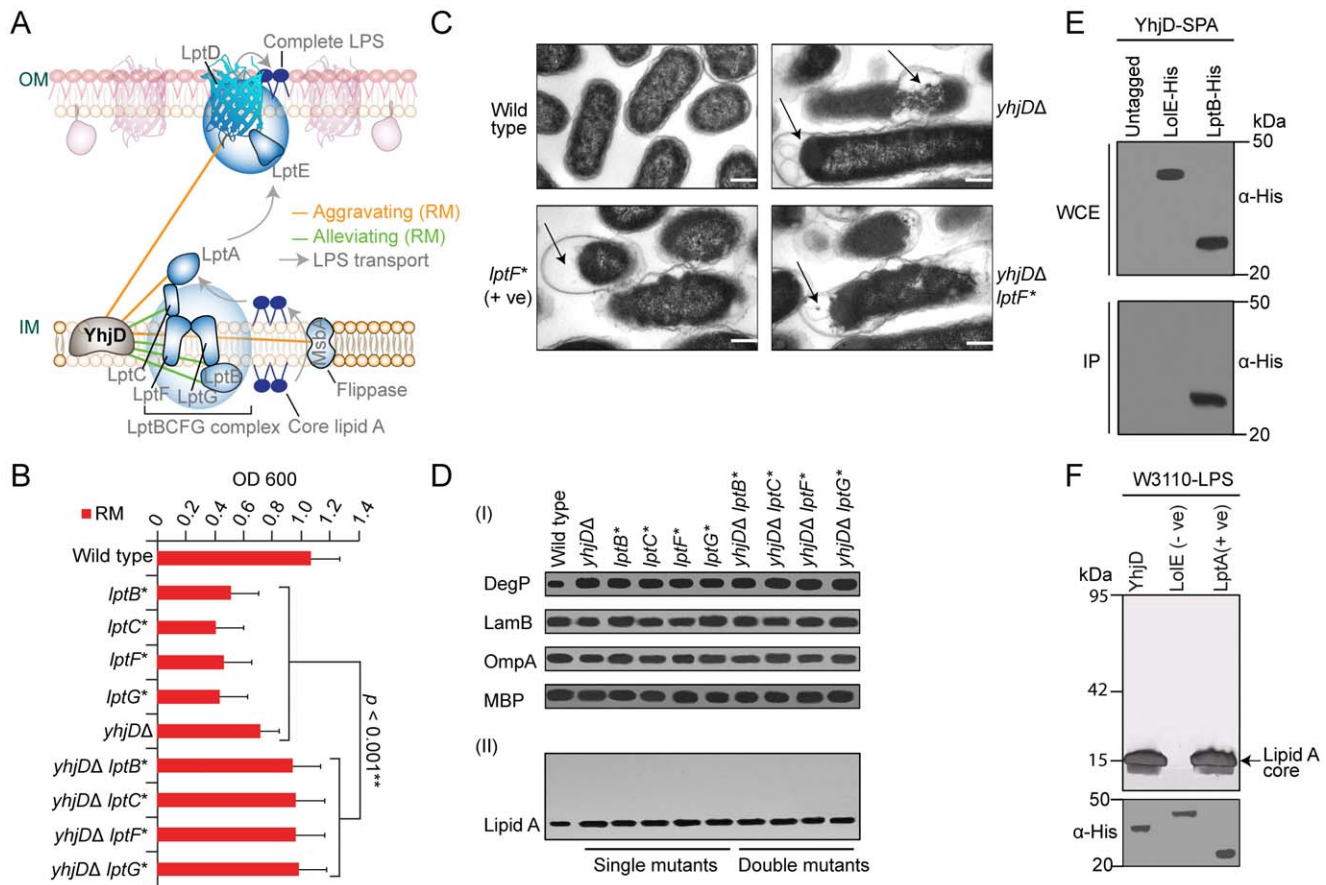 A
LptD
Complete LPS
OM
LptE
Aggravating (RM)
Alleviating (RM)
LPS transport
LptA
IM
YhjD
MsbA
LptC
LptB
LptF
LptG
Flippase
LptBCFG complex
Core lipid A
B
OD 600
RM
0
0.2
0.4
0.6
0.8
1.0
1.2
1.4
Wild type
lptB*
lptC*
lptF*
lptG*
yhjDΔ
yhjDΔ lptB*
yhjDΔ lptC*
yhjDΔ lptF*
yhjDΔ lptG*
p < 0.001**
C
Wild
type
yhjDΔ
lptF*
(+ ve)
yhjDΔ
lptF*
D
(I)
Wild type
yhjDΔ
lptB*
lptC*
lptF*
lptG*
yhjDΔ lptB*
yhjDΔ lptC*
yhjDΔ lptF*
yhjDΔ lptG*
DegP
LamB
OmpA
MBP
(II)
Lipid A
Single mutants
Double mutants
E
YhjD-SPA
Untagged
LolE-His
LptB-His
kDa
50
WCE
α-His
20
50
IP
α-His
20
F
W3110-LPS
YhjD
LolE (- ve)
LptA(+ ve)
kDa
95
42
15
Lipid A
core
50
α-His
20